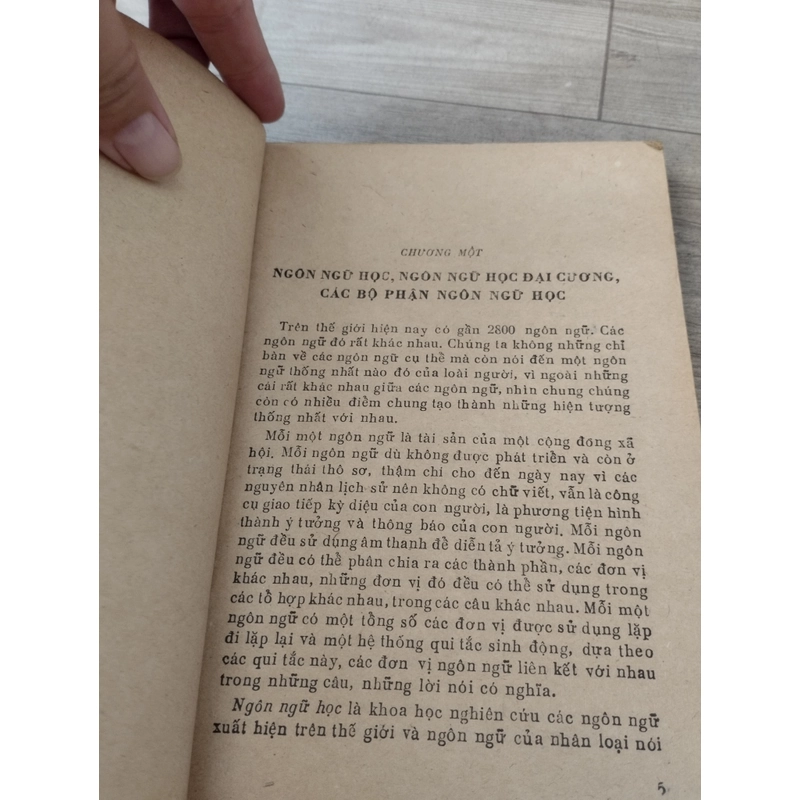 CHƯƠNG MỘT
NGÔN NGỮ HỌC, NGÔN NGỮ HỌC ĐẠI CƯƠNG,
CÁC BỘ PHẬN NGÔN NGỮ HỌC
Trên thế giới hiện nay có gần 2800 ngôn ngữ. Các
ngôn ngữ đó rất khác nhau. Chúng ta không những chỉ
bàn về các ngôn ngữ cụ thể mà còn nói đến một ngôn
ngữ thống nhất nào đó của loài người, vì ngoài những
cái rất khác nhau giữa các ngôn ngữ, nhìn chung chúng
còn có nhiều điểm chung tạo thành những hiện tượng
thống nhất với nhau.
Mỗi một ngôn ngữ là tài sản của một cộng đồng xã
hội. Mỗi ngôn ngữ dù không được phát triển và còn ở
trạng thái thô sơ, thậm chí cho đến ngày nay vì các
nguyên nhân lịch sử nên không có chữ viết, vẫn là công
cụ giao tiếp kỳ diệu của con người, là phương tiện hình
thành ý tưởng và thông báo của con người. Mỗi ngôn
ngữ đều sử dụng âm thanh để diễn tả ý tưởng. Mỗi ngôn
ngữ đều có thể phân chia ra các thành phần, các đơn vị
khác nhau, những đơn vị đó đều có thể sử dụng trong
các tổ hợp khác nhau, trong các câu khác nhau. Mỗi một
ngôn ngữ có một tổng số các đơn vị được sử dụng lặp
đi lặp lại và một hệ thống qui tắc sinh động, dựa theo
các qui tắc này, các đơn vị ngôn ngữ liên kết với nhau
trong những câu, những lời nói có nghĩa.
Ngôn ngữ học là khoa học nghiên cứu các ngôn ngữ
xuất hiện trên thế giới và ngôn ngữ của nhân loại nói
5